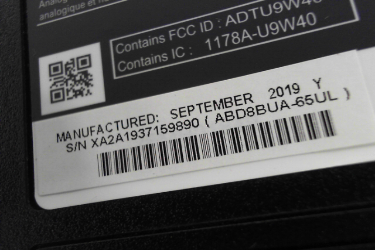 analogique et n
Contains FCC ID : ADTU9W40
Contains IC : 1178A-U9W40
MANUFACTURED: SEPTEMBER 2019 Y
S/N XA2A1937159890 ( ABD8BUA-65UL )